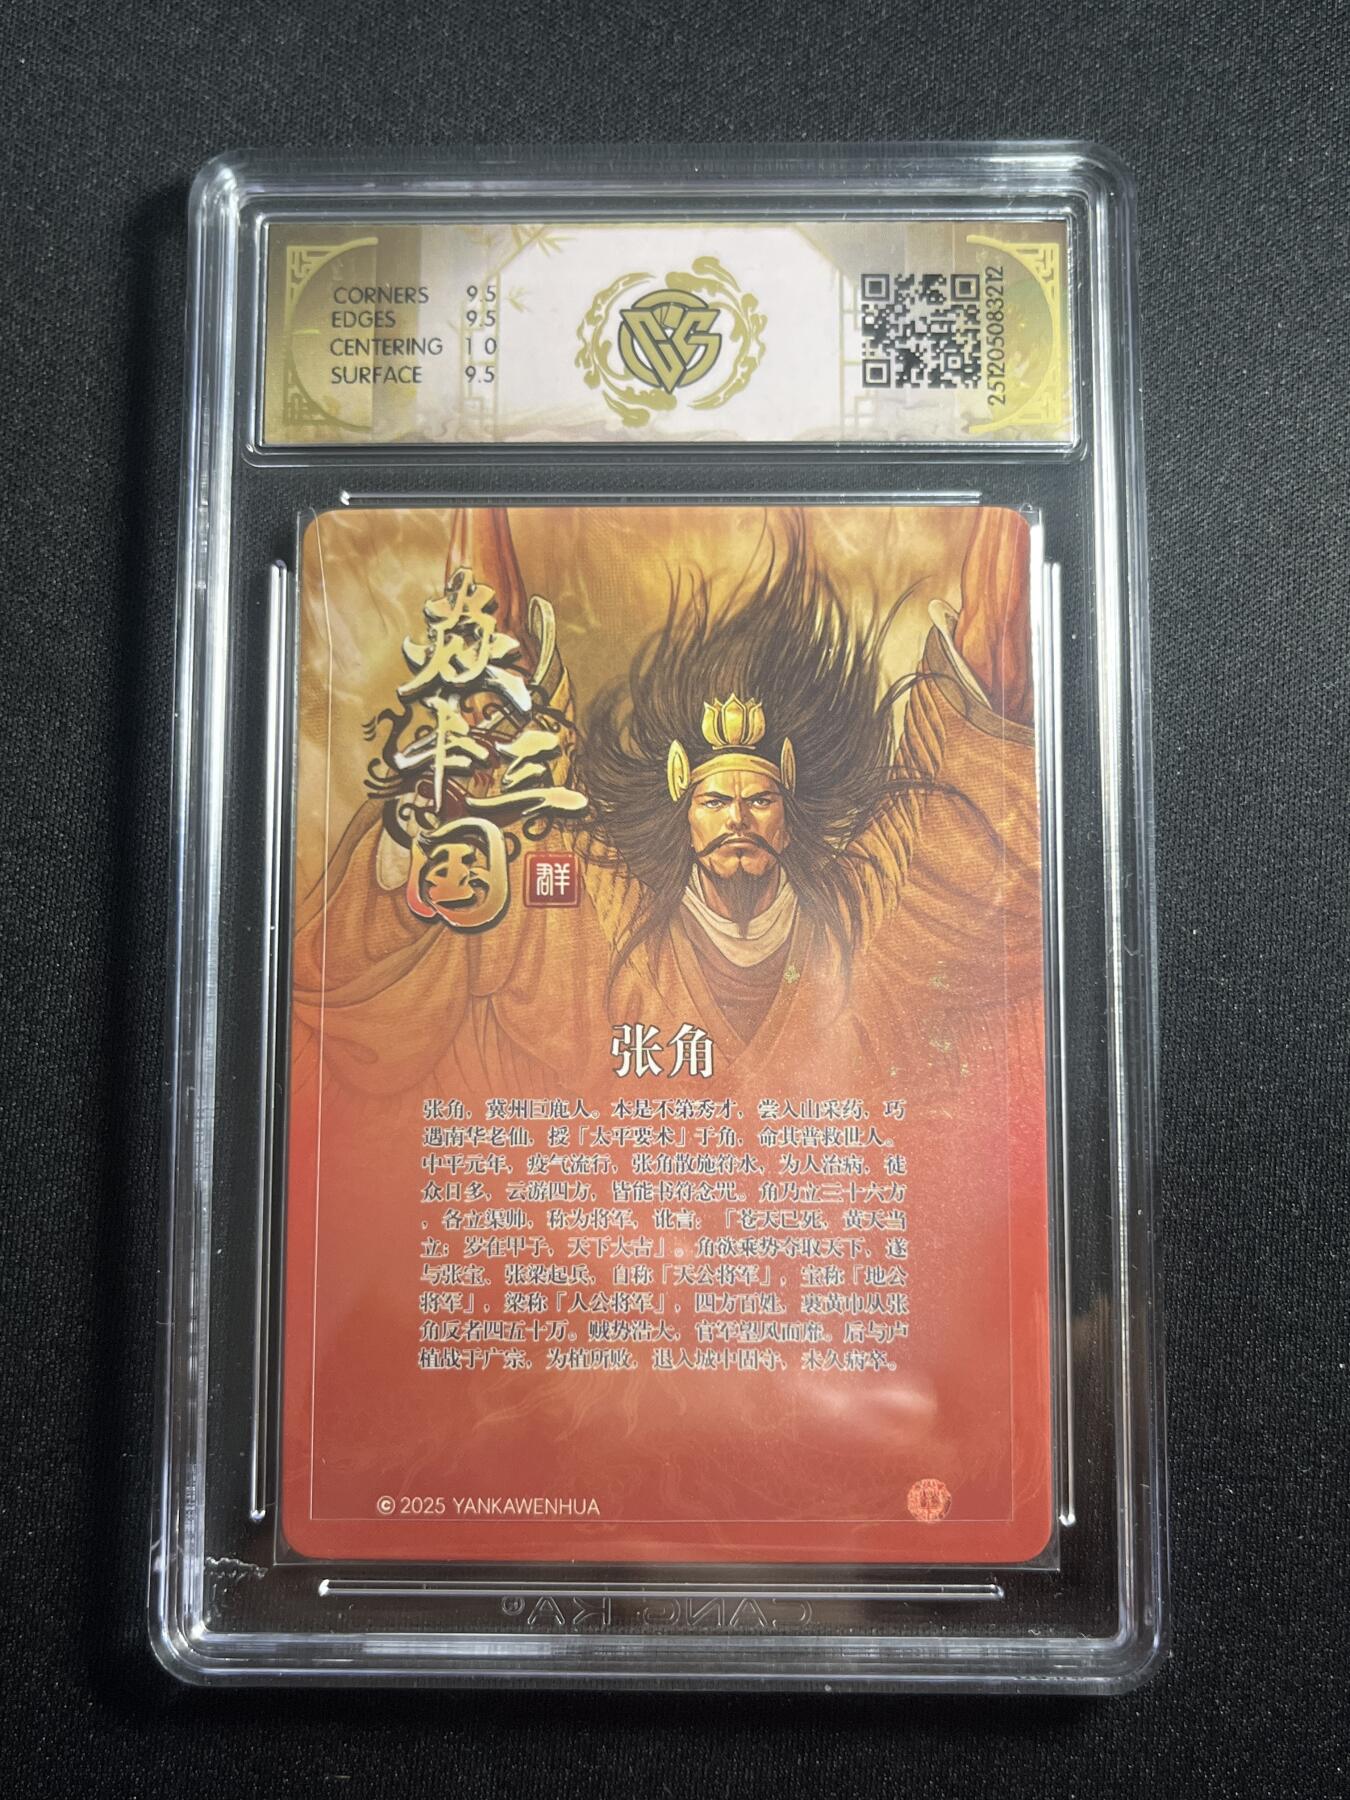 CORNERS 9.5
EDGES 9.5
CENTERING 10
SURFACE 9.5
CCS
251205083212
焱卡三国
群
张角
张角，冀州巨鹿人。本是不第秀才，尝入山采药，巧
遇南华老仙，授「太平要术」于角，命其普救世人。
中平元年，疫气流行，张角散施符水，为人治病，徒
众日多，云游四方，皆能书符念咒。角乃立三十六方
，各立渠帅，称为将军，讹言：「苍天已死，黄天当
立；岁在甲子，天下大吉」。角欲乘势夺取天下，遂
与张宝、张梁起兵，自称「天公将军」，宝称「地公
将军」，梁称「人公将军」，四方百姓，裹黄巾从张
角反者四五十万。贼势浩大，官军望风而靡。后与卢
植战于广宗，为植所败，退入城中固守，未久病卒。
© 2025 YANKAWENHUA